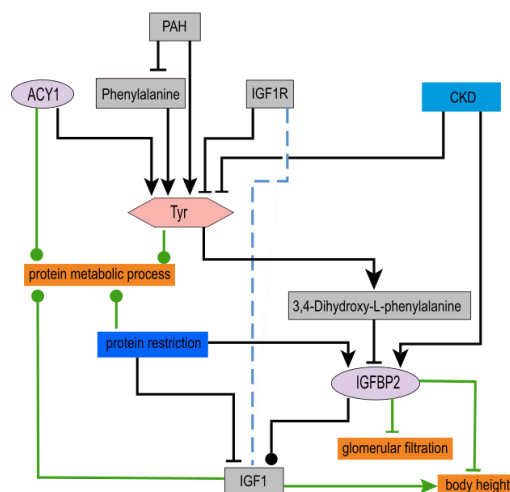 PAH
ACY1
Phenylalanine
IGF1R
CKD
Tyr
protein metabolic process
3,4-Dihydroxy-L-phenylalanine
protein restriction
IGFBP2
glomerular filtration
IGF1
body height